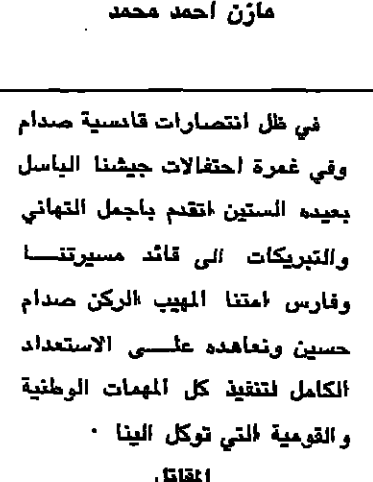 مازن احمد محمد
في ظل انتصارات قادسية صدام
وفي غمرة احتفالات جيشنا الباسل
بعيده الستين اتقدم باجمل التهاني
والتبريكات الى قائد مسيرتنـــا
وفارس امتنا المهيب الركن صدام
حسين ونعاهده علـــى الاستعداد
الكامل لتنفيذ كل المهمات الوطنية
والقومية التي توكل الينا ٠
المقاتل